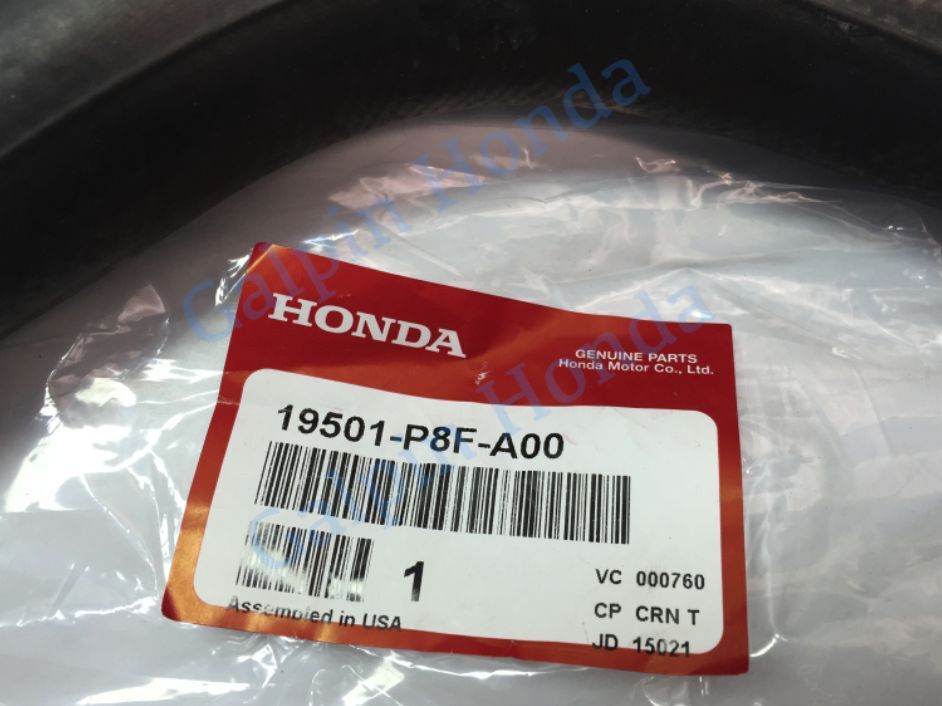 Galpin Honda
HONDA
GENUINE PARTS
Honda Motor Co., Ltd.
Galpin Honda
19501-P8F-A00
1
VC 000760
CP CRN T
JD 15021
Assembled in USA